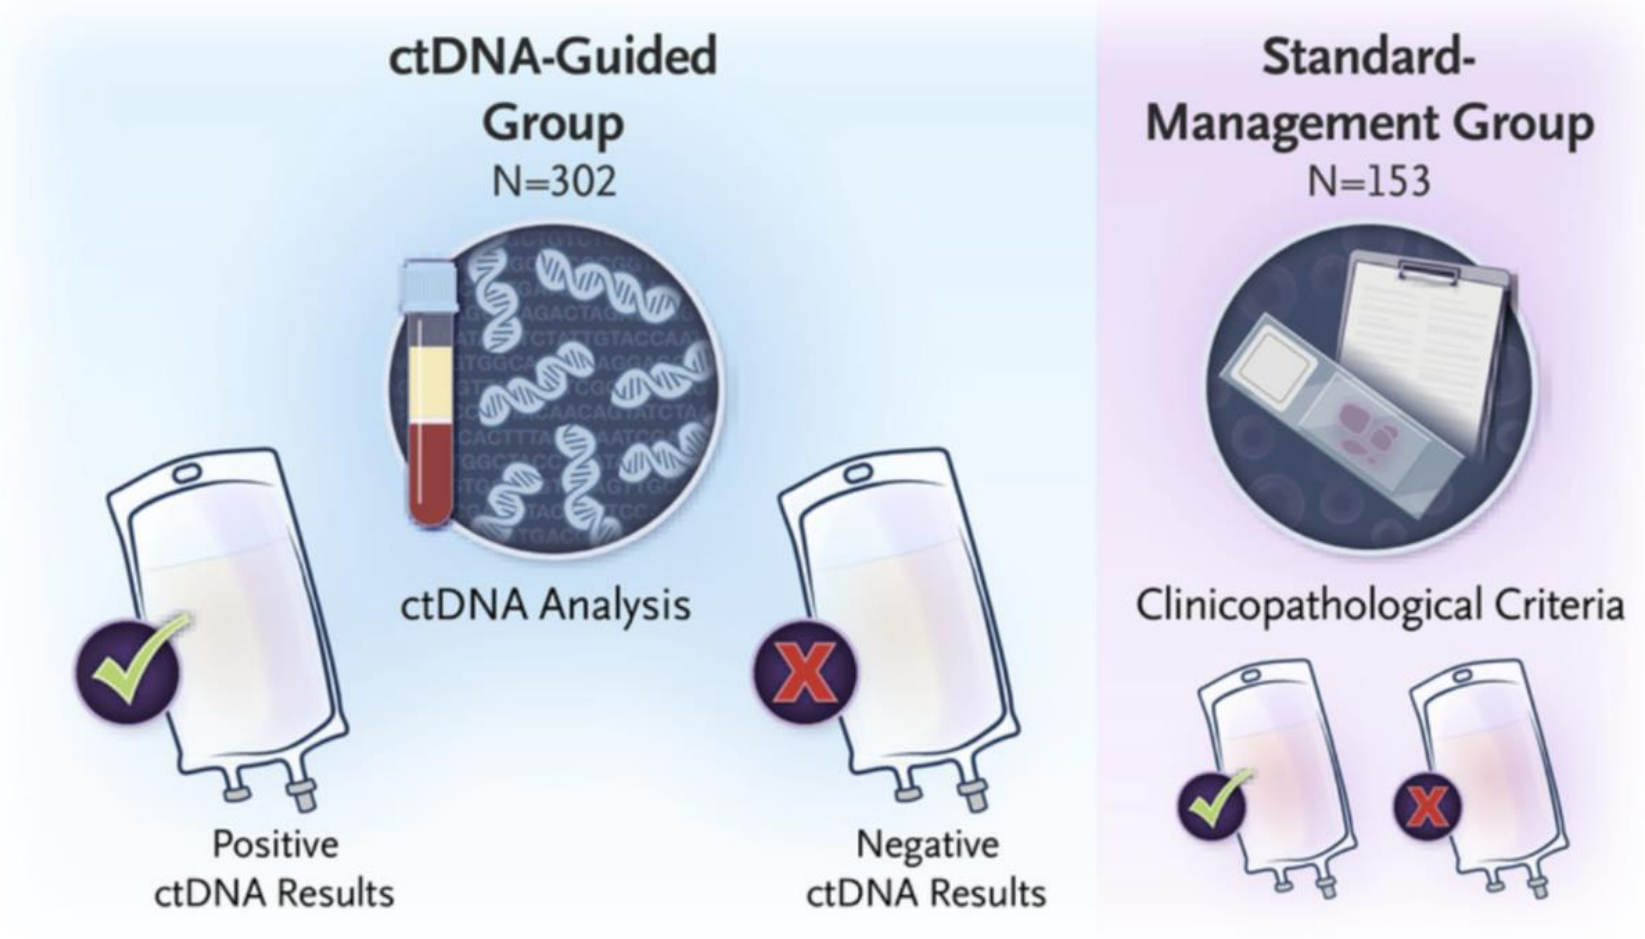 ctDNA-Guided
Group
N=302
ctDNA Analysis
Positive
ctDNA Results
Negative
ctDNA Results
Standard-
Management Group
N=153
Clinicopathological Criteria